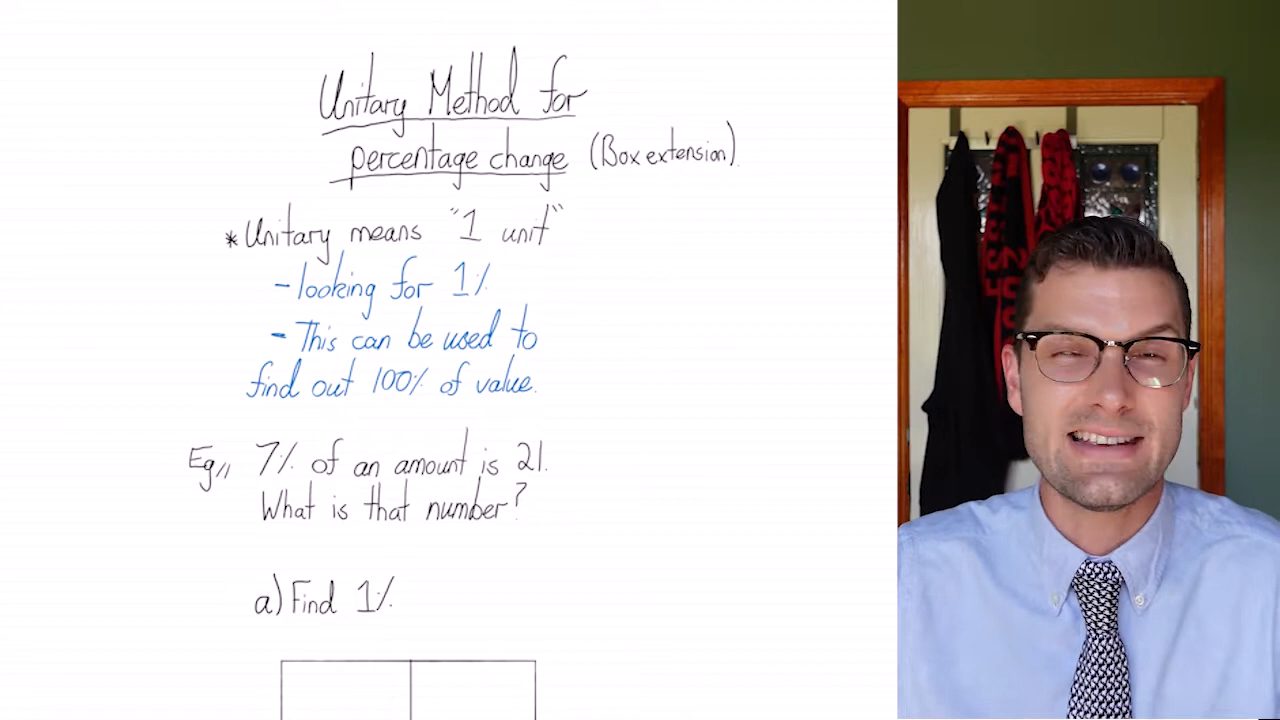 Unitary Method for
percentage change (Box extension)
* Unitary means "1 unit"
- looking for 1%
- This can be used to
find out 100% of value.
Eg// 7% of an amount is 21.
What is that number?
a) Find 1%